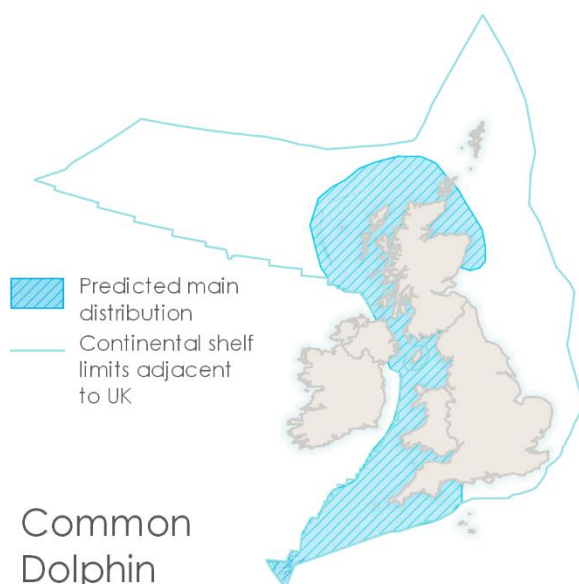 Predicted main
distribution
Continental shelf
limits adjacent
to UK
Common
Dolphin